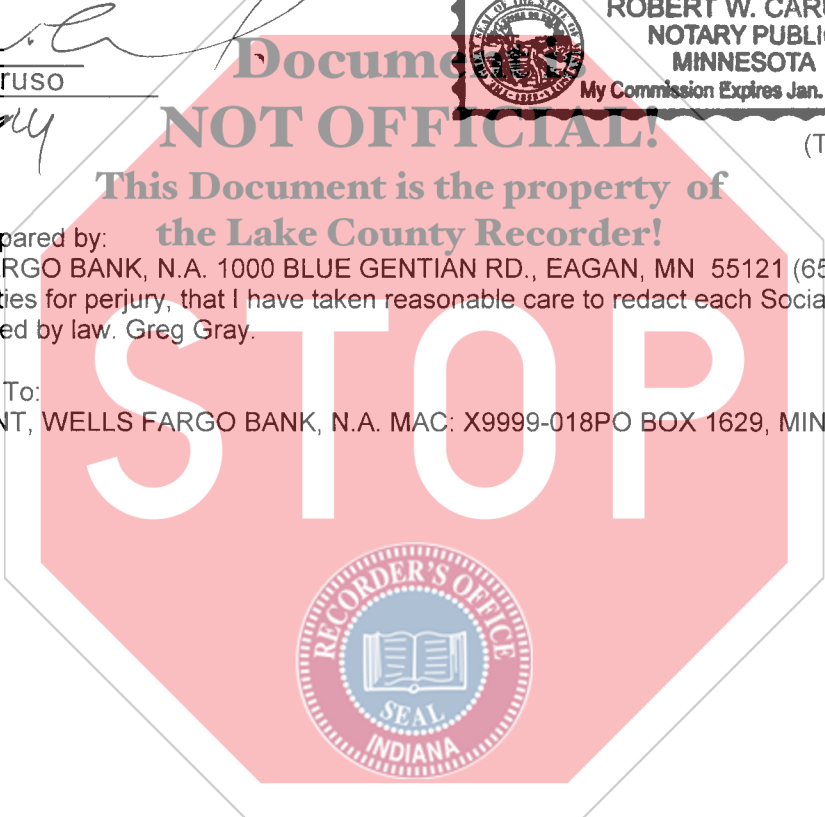 ROBERT W. CAR
NOTARY PUBLI
MINNESOTA
My Commission Expires Jan.
ruso
Docume is
NOT OFFICIAL!
(T
This Document is the property of
the Lake County Recorder!
pared by:
RGO BANK, N.A. 1000 BLUE GENTIAN RD., EAGAN, MN 55121 (65
ties for perjury, that I have taken reasonable care to redact each Socia
ed by law. Greg Gray.
To:
NT, WELLS FARGO BANK, N.A. MAC: X9999-018PO BOX 1629, MIN
STOP
RECORDER'S OFFICE
SEAL
INDIANA